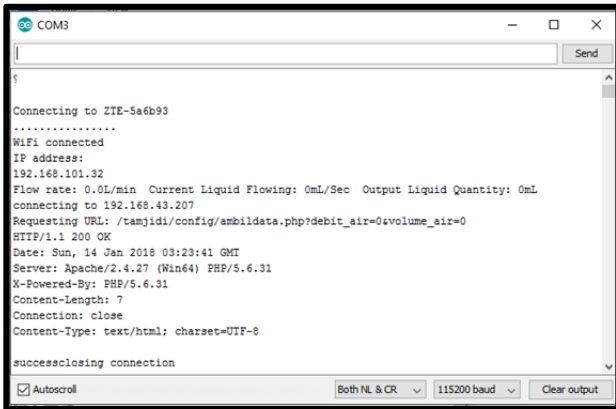 COM3
Send
Connecting to ZTE-5a6b93
................
WiFi connected
IP address:
192.168.101.32
Flow rate: 0.0L/min  Current Liquid Flowing: 0mL/Sec  Output Liquid Quantity: 0mL
connecting to 192.168.43.207
Requesting URL: /tamjidi/config/ambildata.php?debit_air=0&volume_air=0
HTTP/1.1 200 OK
Date: Sun, 14 Jan 2018 03:23:41 GMT
Server: Apache/2.4.27 (Win64) PHP/5.6.31
X-Powered-By: PHP/5.6.31
Content-Length: 7
Connection: close
Content-Type: text/html; charset=UTF-8
successclosing connection
Autoscroll Both NL & CR 115200 baud Clear output